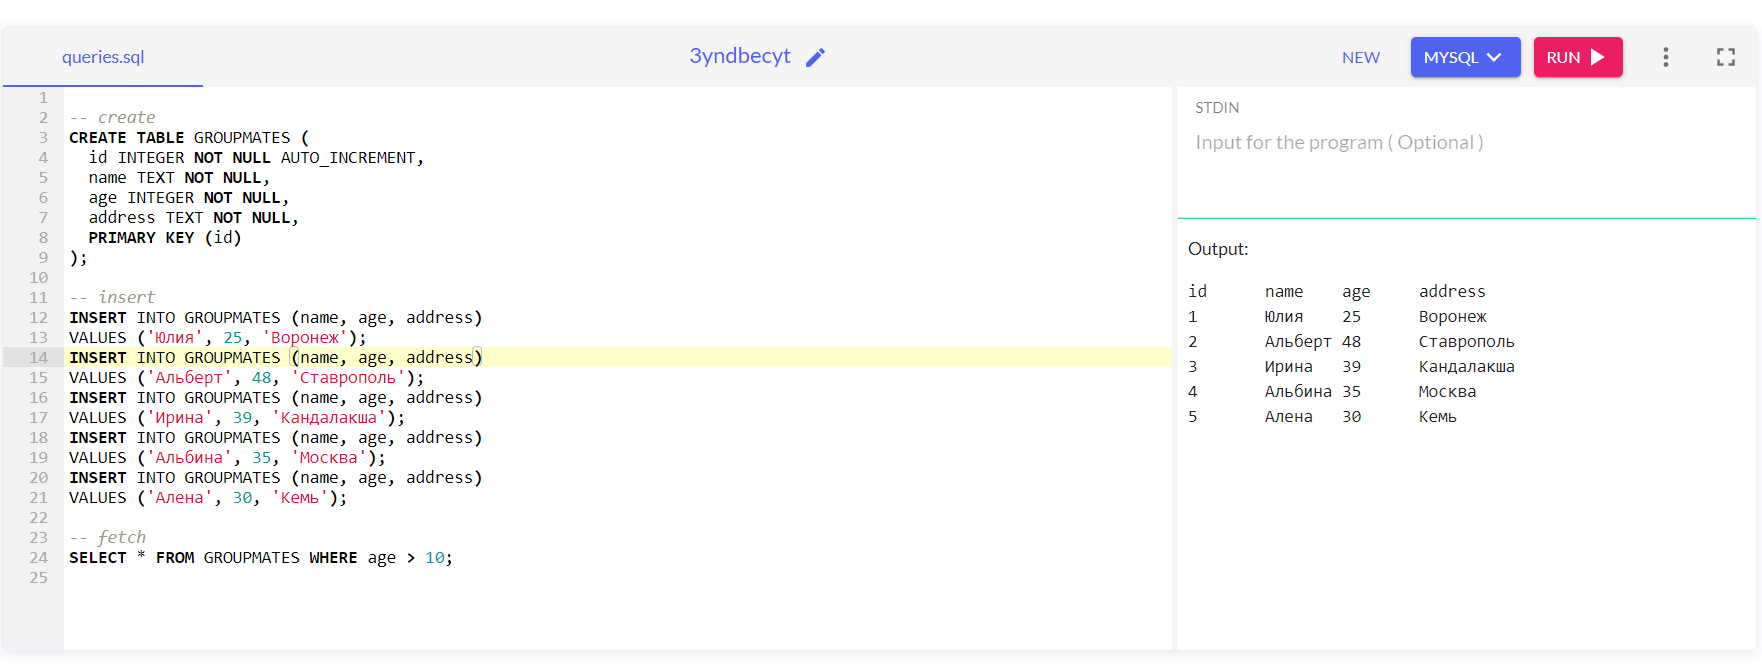 queries.sql
3yndbecyt
NEW
MYSQL
RUN
1
2 -- create
3 CREATE TABLE GROUPMATES (
4 id INTEGER NOT NULL AUTO_INCREMENT,
5 name TEXT NOT NULL,
6 age INTEGER NOT NULL,
7 address TEXT NOT NULL,
8 PRIMARY KEY (id)
9 );
10
11 -- insert
12 INSERT INTO GROUPMATES (name, age, address)
13 VALUES ('Юлия', 25, 'Воронеж');
14 INSERT INTO GROUPMATES (name, age, address)
15 VALUES ('Альберт', 48, 'Ставрополь');
16 INSERT INTO GROUPMATES (name, age, address)
17 VALUES ('Ирина', 39, 'Кандалакша');
18 INSERT INTO GROUPMATES (name, age, address)
19 VALUES ('Альбина', 35, 'Москва');
20 INSERT INTO GROUPMATES (name, age, address)
21 VALUES ('Алена', 30, 'Кемь');
22
23 -- fetch
24 SELECT * FROM GROUPMATES WHERE age > 10;
25
STDIN
Input for the program ( Optional )
Output:
id name age address
1 Юлия 25 Воронеж
2 Альберт 48 Ставрополь
3 Ирина 39 Кандалакша
4 Альбина 35 Москва
5 Алена 30 Кемь